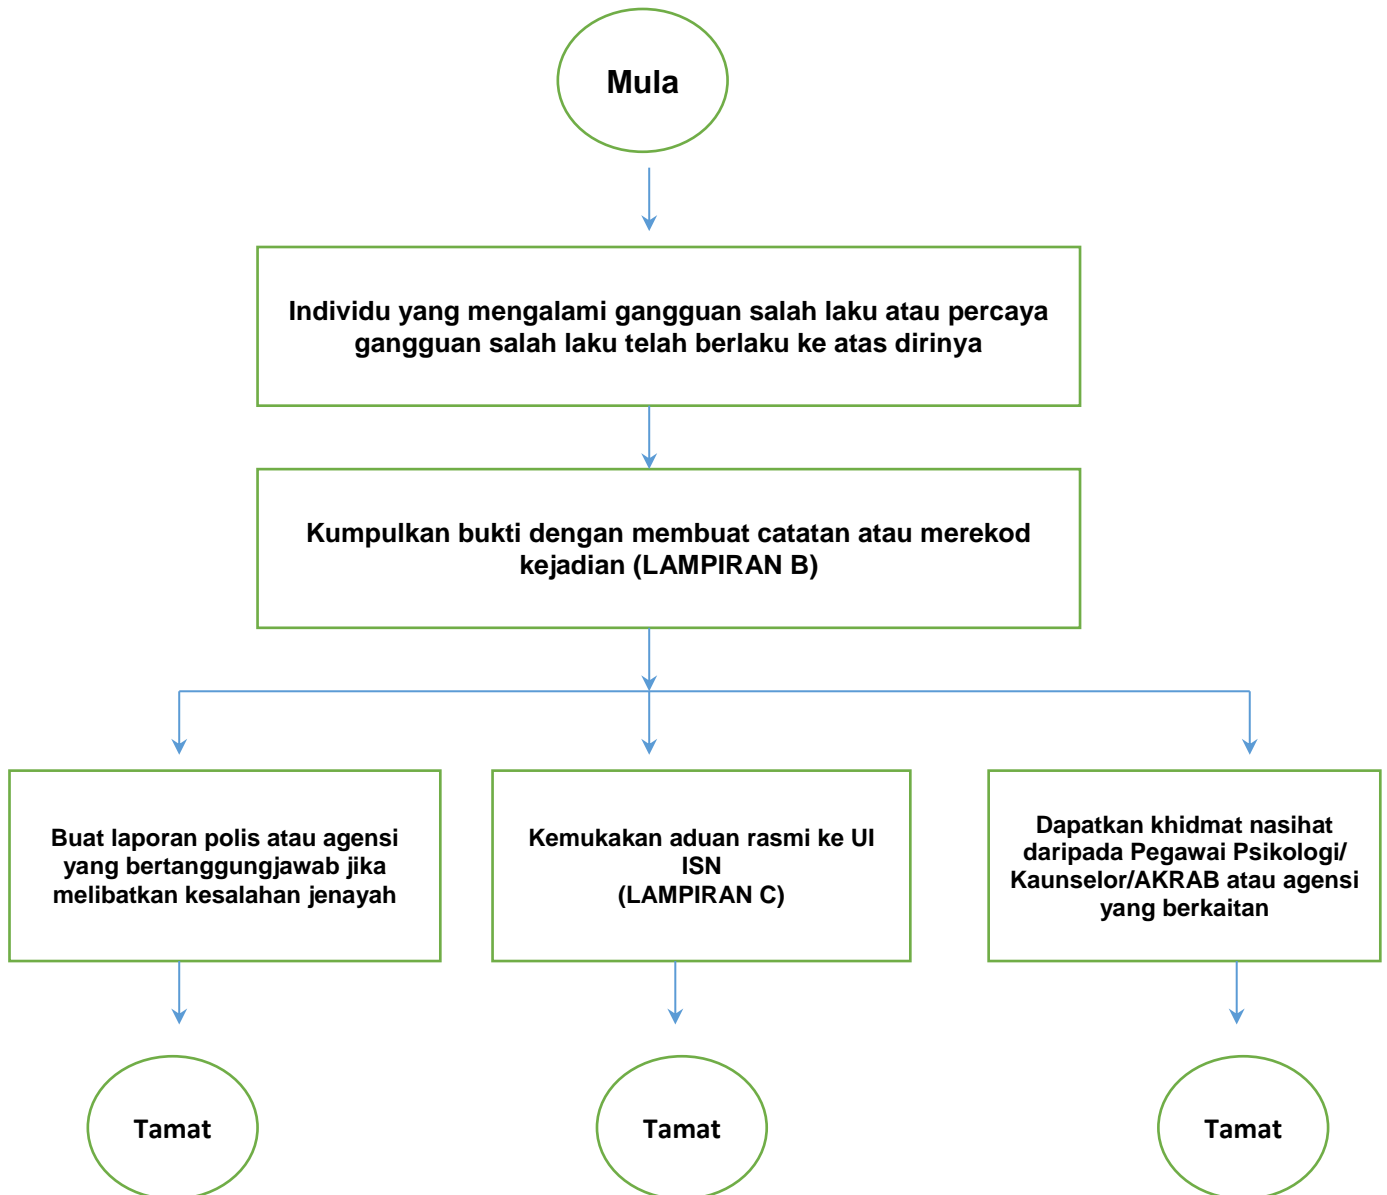 Mula
Individu yang mengalami gangguan salah laku atau percaya
gangguan salah laku telah berlaku ke atas dirinya
Kumpulkan bukti dengan membuat catatan atau merekod
kejadian (LAMPIRAN B)
Buat laporan polis atau agensi
yang bertanggungjawab jika
melibatkan kesalahan jenayah
Kemukakan aduan rasmi ke UI
ISN
(LAMPIRAN C)
Dapatkan khidmat nasihat
daripada Pegawai Psikologi/
Kaunselor/AKRAB atau agensi
yang berkaitan
Tamat
Tamat
Tamat